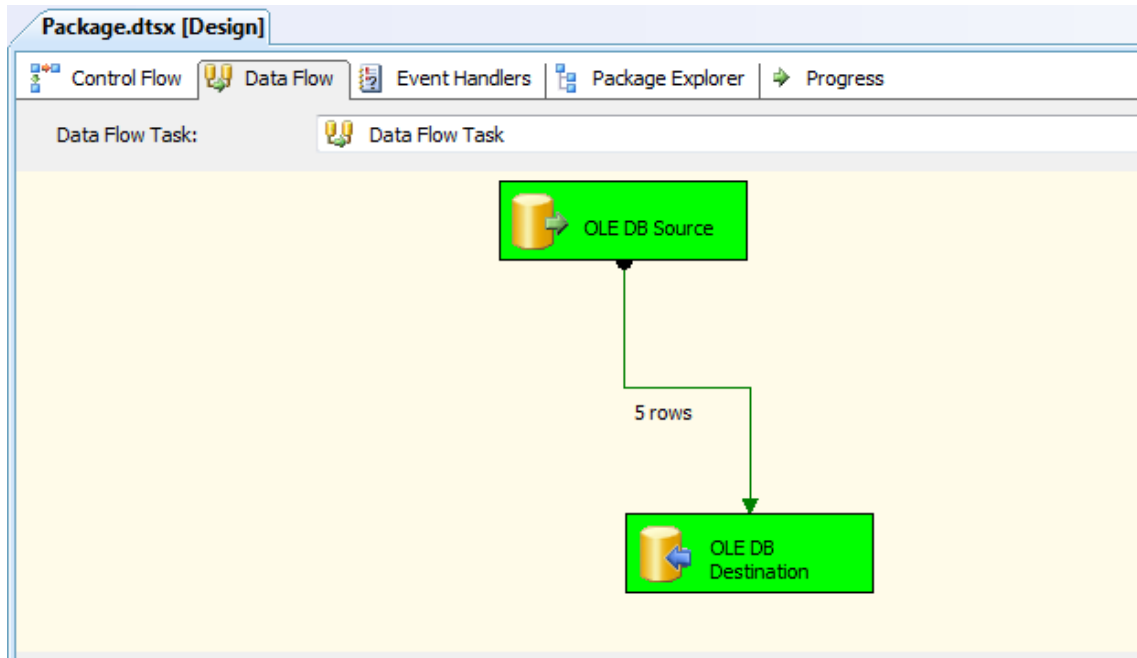 Package.dtsx [Design]
Control Flow Data Flow Event Handlers Package Explorer Progress
Data Flow Task: Data Flow Task
OLE DB Source
5 rows
OLE DB
Destination